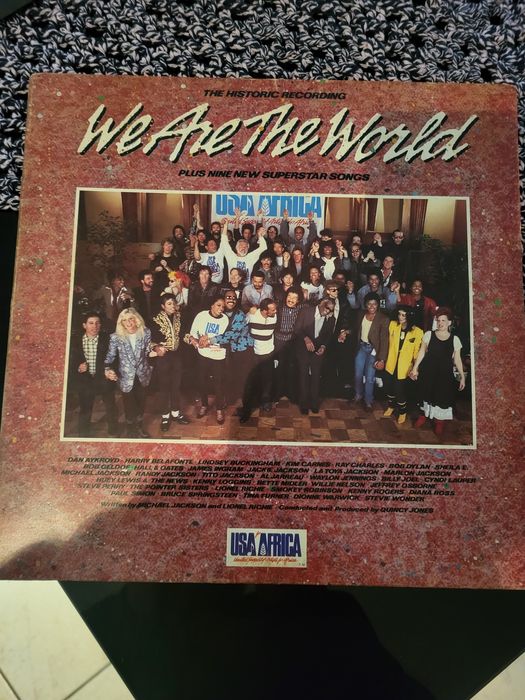 THE HISTORIC RECORDING
We Are The World
PLUS NINE NEW SUPERSTAR SONGS
USA AFRICA
DAN AYKROYD · HARRY BELAFONTE · LINDSEY BUCKINGHAM · KIM CARNES · RAY CHARLES · BOB DYLAN · SHEILA E.
BOB GELDOF · HALL & OATES · JAMES INGRAM · JACKIE JACKSON · LA TOYA JACKSON · MARLON JACKSON
MICHAEL JACKSON · RANDY JACKSON · TITO JACKSON · AL JARREAU · WAYLON JENNINGS · BILLY JOEL · CYNDI LAUPER
HUEY LEWIS & THE NEWS · KENNY LOGGINS · BETTE MIDLER · WILLIE NELSON · JEFFREY OSBORNE
STEVE PERRY · THE POINTER SISTERS · LIONEL RICHIE · SMOKEY ROBINSON · KENNY ROGERS · DIANA ROSS
PAUL SIMON · BRUCE SPRINGSTEEN · TINA TURNER · DIONNE WARWICK · STEVIE WONDER
Written by MICHAEL JACKSON and LIONEL RICHIE · Conducted and Produced by QUINCY JONES
USA AFRICA